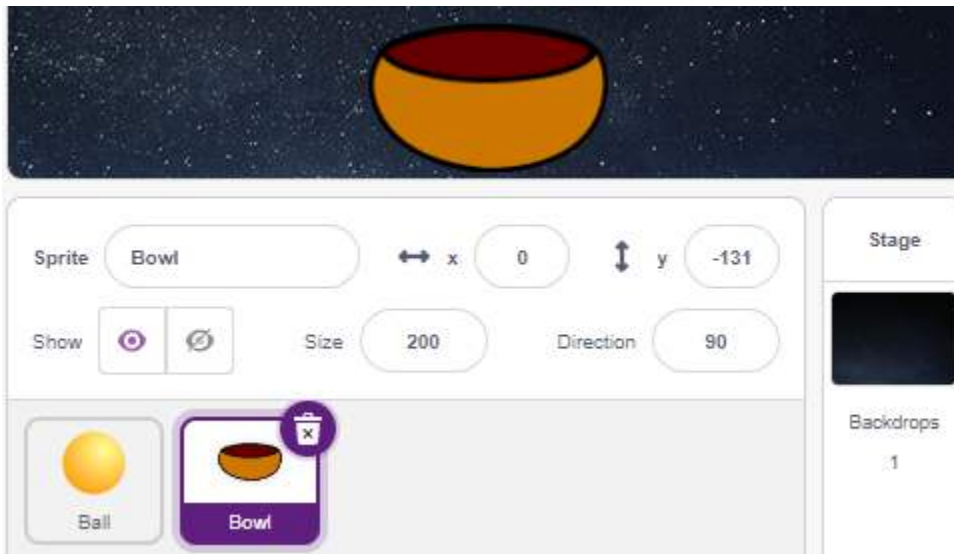 Sprite Bowl x 0 y -131
Show Size 200 Direction 90
Stage
Backdrops
1
Ball
Bowl